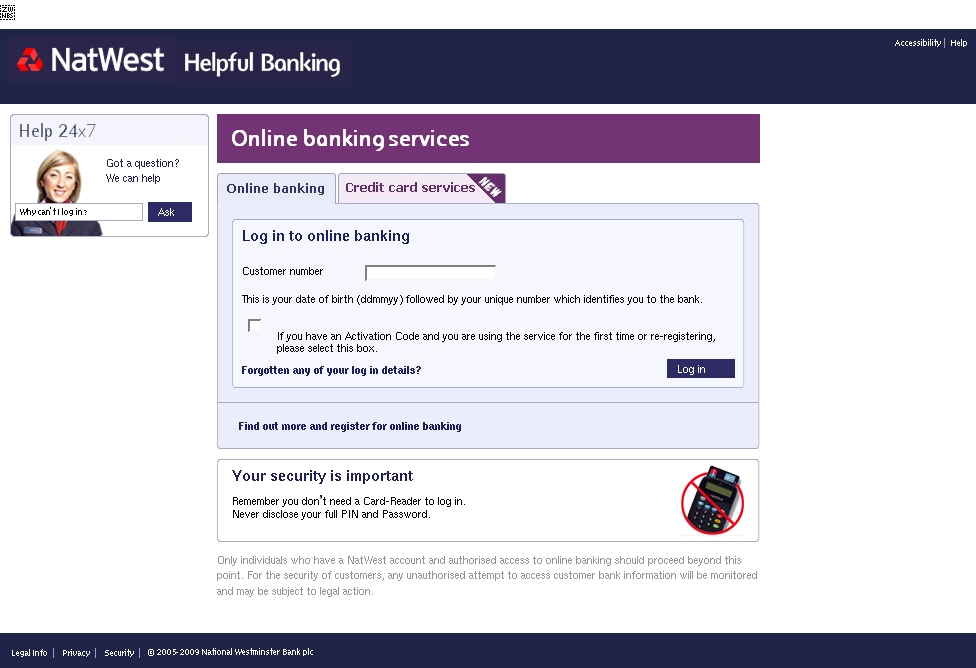 NatWest Helpful Banking
Accessibility | Help
Help 24x7
Got a question?
We can help
Why can't I log in?
Ask
Online banking services
Online banking
Credit card services
NEW
Log in to online banking
Customer number
This is your date of birth (ddmmyy) followed by your unique number which identifies you to the bank.
If you have an Activation Code and you are using the service for the first time or re-registering,
please select this box.
Forgotten any of your log in details?
Log in
Find out more and register for online banking
Your security is important
Remember you don't need a Card-Reader to log in.
Never disclose your full PIN and Password.
Only individuals who have a NatWest account and authorised access to online banking should proceed beyond this
point. For the security of customers, any unauthorised attempt to access customer bank information will be monitored
and may be subject to legal action.
Legal Info | Privacy | Security | © 2005-2009 National Westminster Bank plc